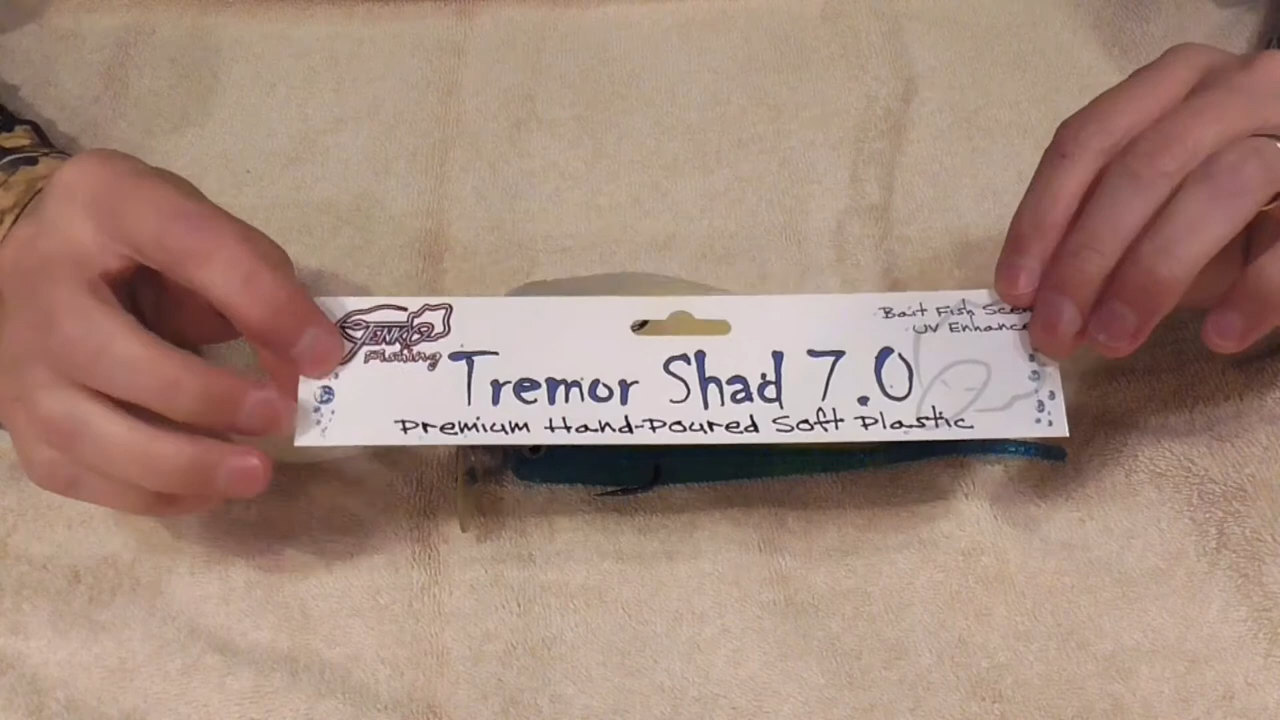 JENKO
Fishing
Bait Fish
UV
Tremor Shad 7.0
Premium Hand-Poured Soft Plastic